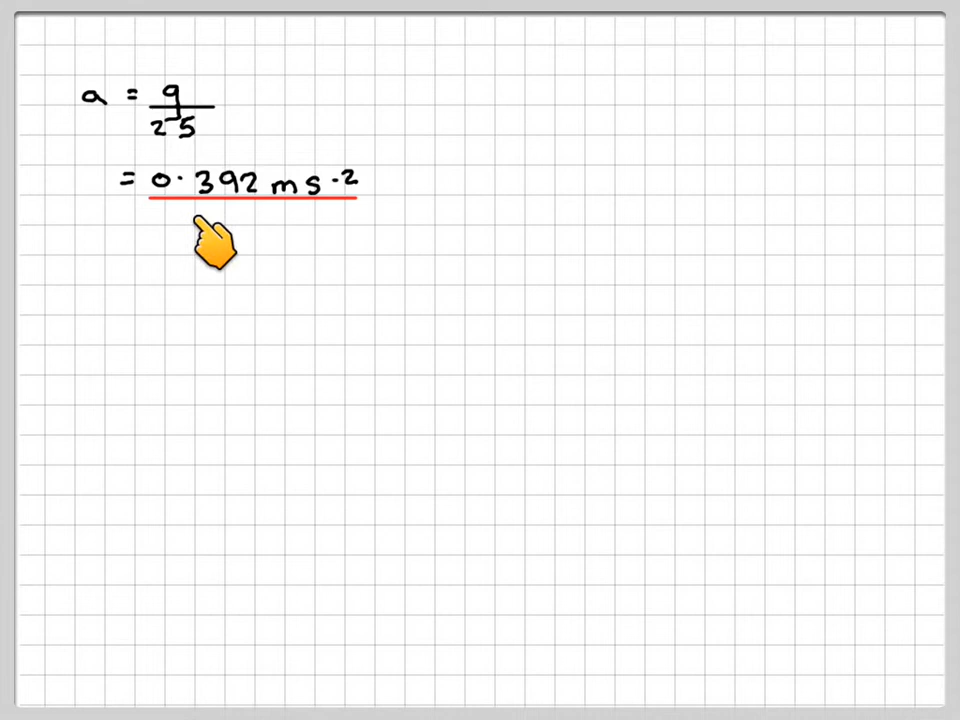 a = g/25
= 0.392 ms-2